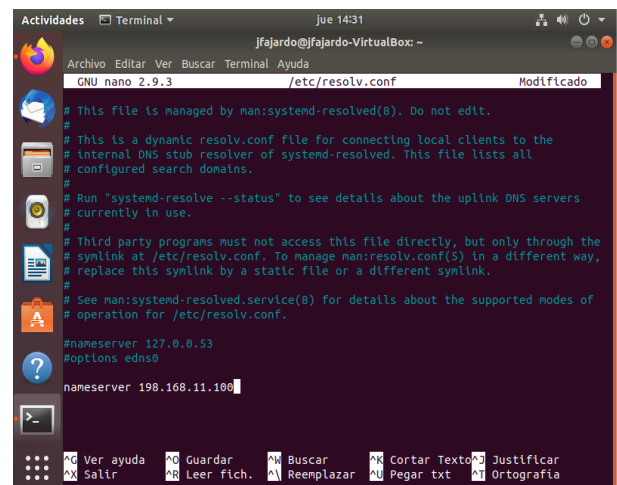 Actividades Terminal jue 14:31
jfajardo@jfajardo-VirtualBox: ~
Archivo Editar Ver Buscar Terminal Ayuda
GNU nano 2.9.3 /etc/resolv.conf Modificado
# This file is managed by man:systemd-resolved(8). Do not edit.
#
# This is a dynamic resolv.conf file for connecting local clients to the
# internal DNS stub resolver of systemd-resolved. This file lists all
# configured search domains.
#
# Run "systemd-resolve --status" to see details about the uplink DNS servers
# currently in use.
#
# Third party programs must not access this file directly, but only through the
# symlink at /etc/resolv.conf. To manage man:resolv.conf(5) in a different way,
# replace this symlink by a static file or a different symlink.
#
# See man:systemd-resolved.service(8) for details about the supported modes of
# operation for /etc/resolv.conf.
#nameserver 127.0.0.53
#options edns0
nameserver 198.168.11.100
^G Ver ayuda ^O Guardar ^W Buscar ^K Cortar Texto ^J Justificar
^X Salir ^R Leer fich. ^\ Reemplazar ^U Pegar txt ^T Ortografia